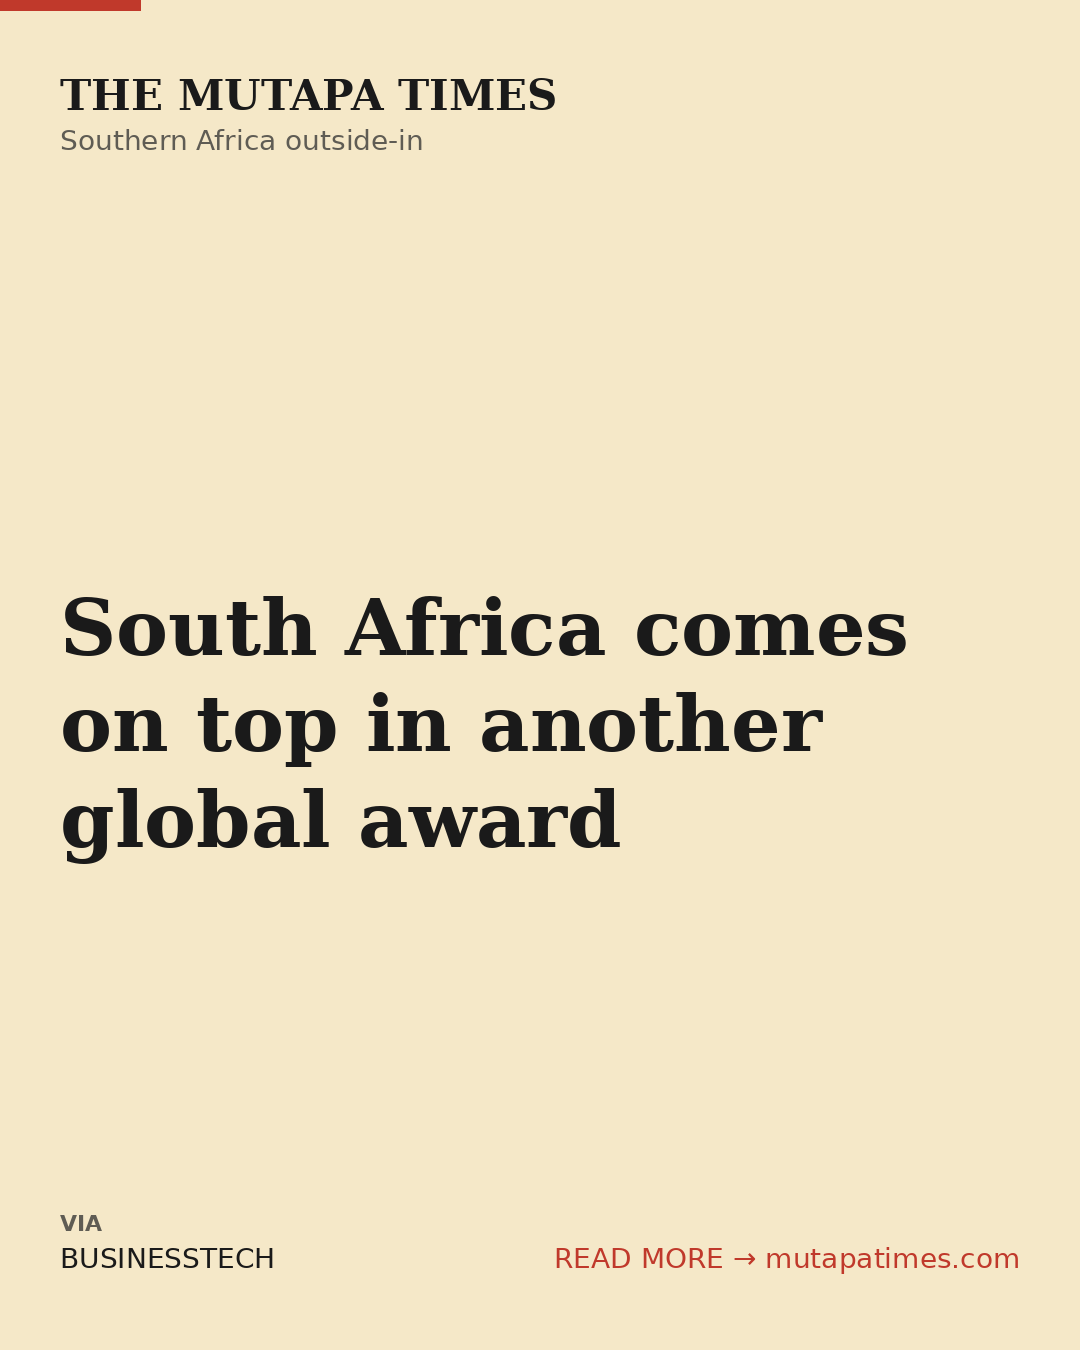 THE MUTAPA TIMES
Southern Africa outside-in
South Africa comes
on top in another
global award
VIA
BUSINESSTECH
READ MORE → mutapatimes.com